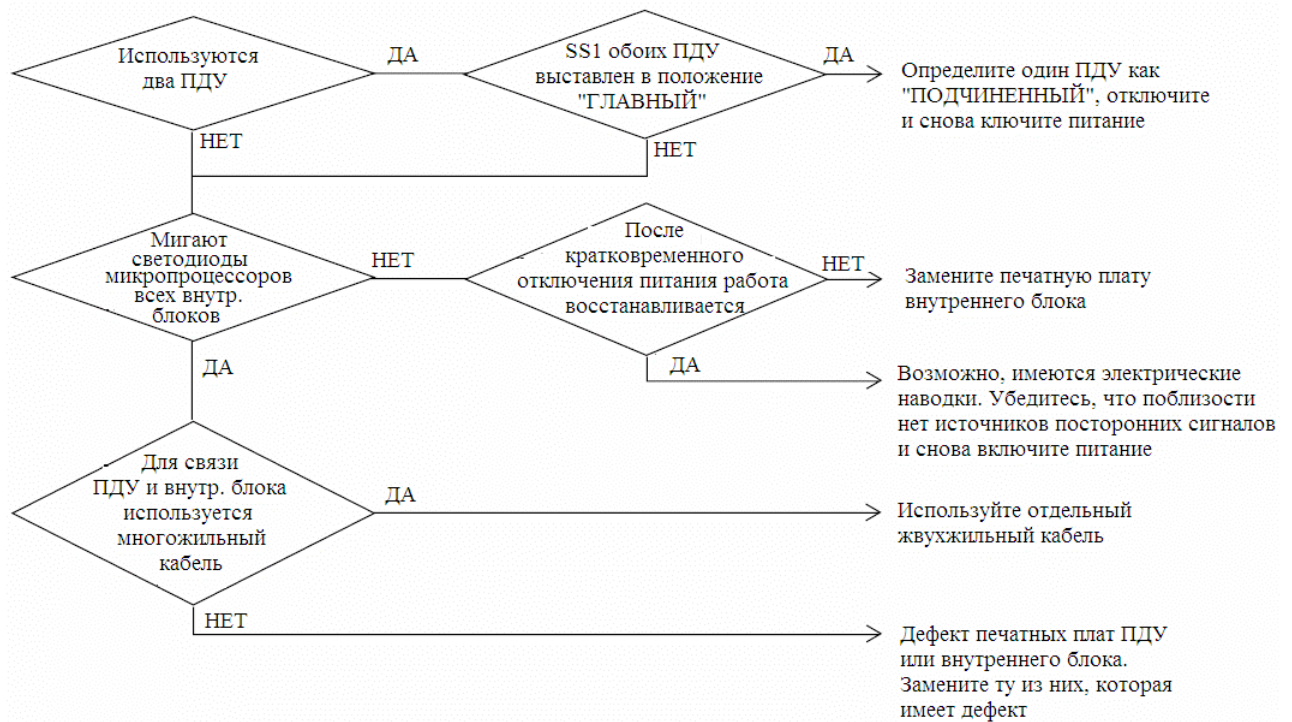 Используются
два ПДУ
ДА
SS1 обоих ПДУ
выставлен в положение
"ГЛАВНЫЙ"
ДА
Определите один ПДУ как
"ПОДЧИНЕННЫЙ", отключите
и снова ключите питание
НЕТ
НЕТ
Мигают
светодиоды
микропроцессоров
всех внутр.
блоков
НЕТ
После
кратковременного
отключения питания работа
восстанавливается
НЕТ
Замените печатную плату
внутреннего блока
ДА
ДА
Возможно, имеются электрические
наводки. Убедитесь, что поблизости
нет источников посторонних сигналов
и снова включите питание
Для связи
ПДУ и внутр. блока
используется
многожильный
кабель
ДА
Используйте отдельный
жвухжильный кабель
НЕТ
Дефект печатных плат ПДУ
или внутреннего блока.
Замените ту из них, которая
имеет дефект